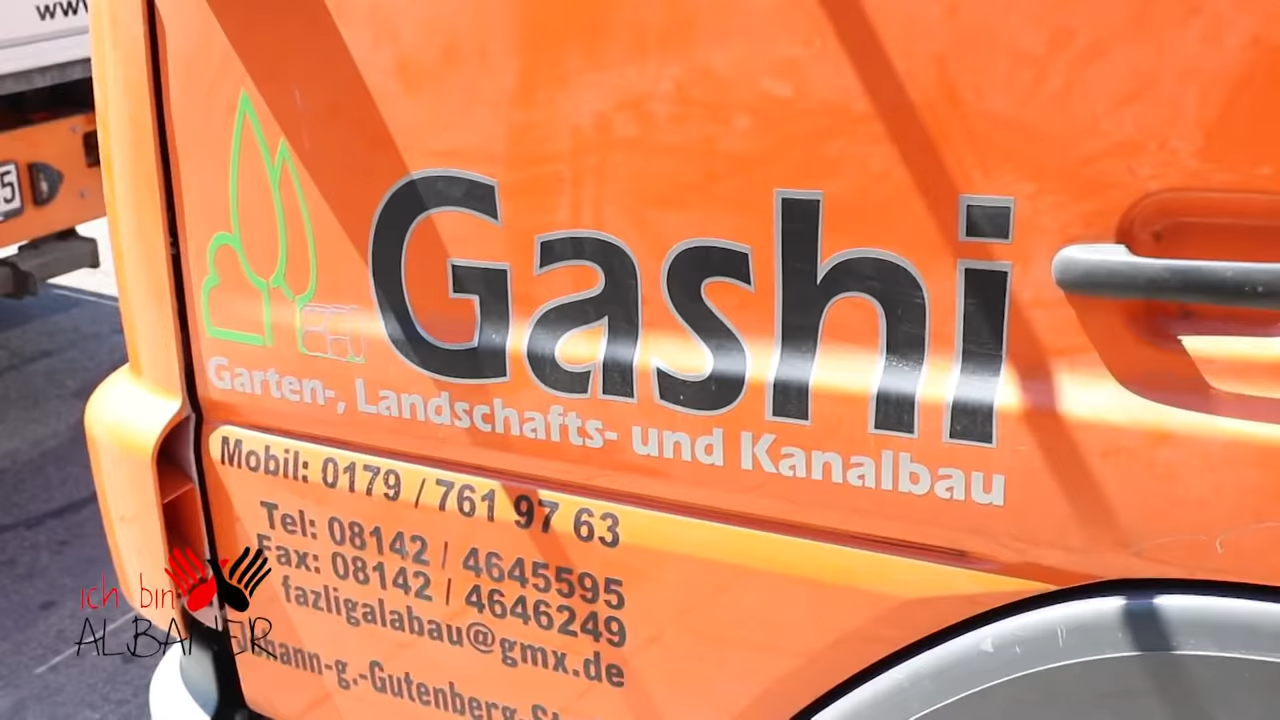 Gashi
Garten-, Landschafts- und Kanalbau
Mobil: 0179 / 761 97 63
Tel: 08142 / 4645595
Fax: 08142 / 4646249
fazligalabau@gmx.de
ich bin
ALBANER